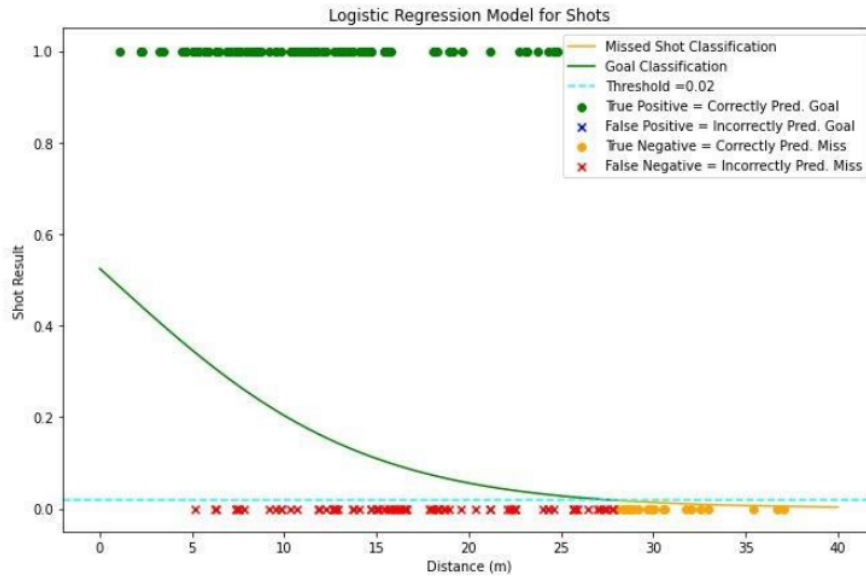 Logistic Regression Model for Shots
1.0
0.8
0.6
0.4
0.2
0.0
Shot Result
Missed Shot Classification
Goal Classification
Threshold =0.02
True Positive = Correctly Pred. Goal
False Positive = Incorrectly Pred. Goal
True Negative = Correctly Pred. Miss
False Negative = Incorrectly Pred. Miss
0 5 10 15 20 25 30 35 40
Distance (m)